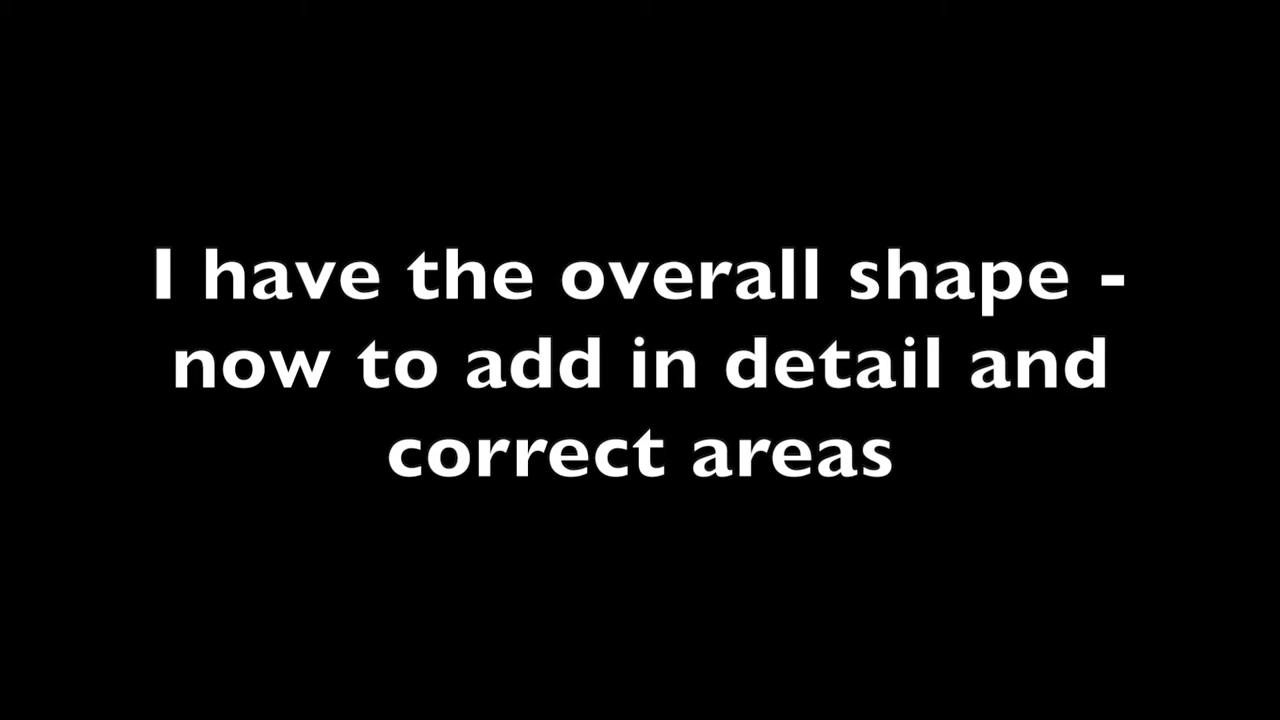 I have the overall shape -
now to add in detail and
correct areas